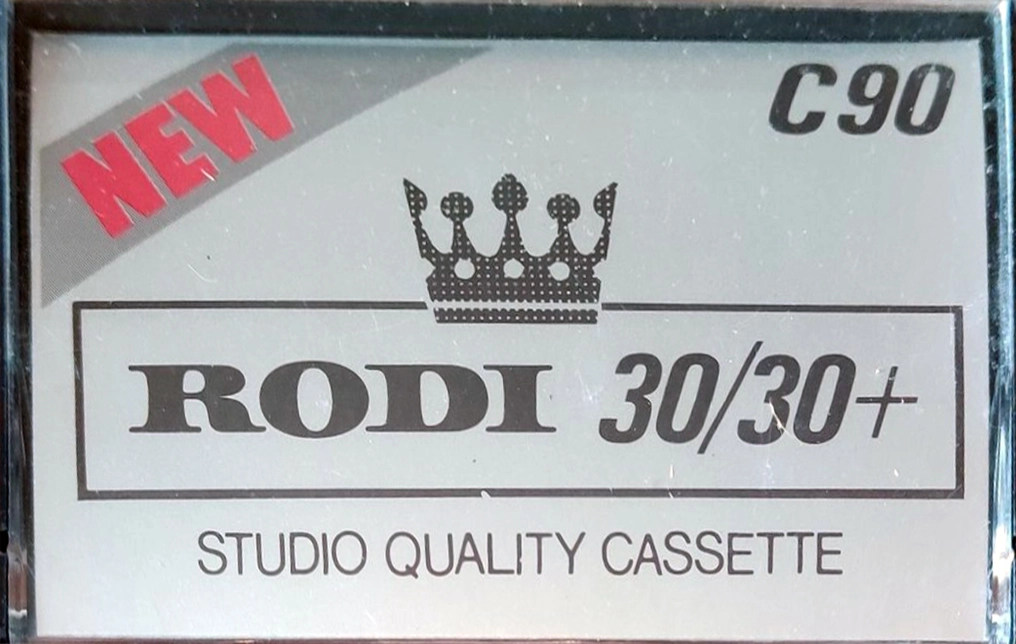 NEW
C90
RODI 30/30+
STUDIO QUALITY CASSETTE